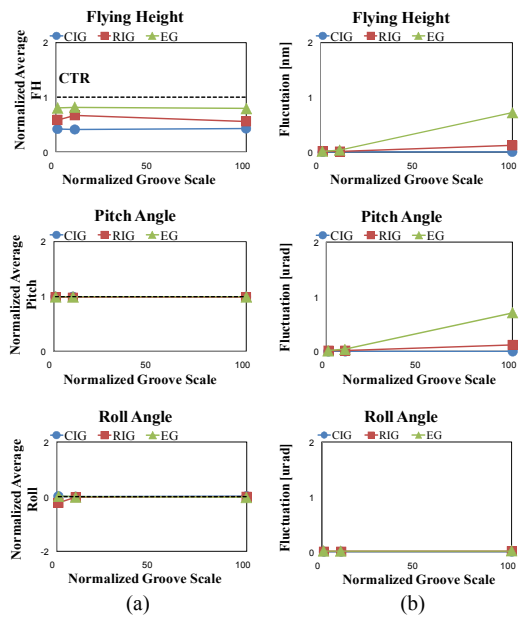 Flying Height
CIG RIG EG
Normalized Average
FH
2
1
0
CTR
50
100
Normalized Groove Scale
Flying Height
CIG RIG EG
Flucutaion [nm]
2
1
0
0
50
100
Normalized Groove Scale
Pitch Angle
CIG RIG EG
Normalized Average
Pitch
2
1
0
0
50
100
Normalized Groove Scale
Pitch Angle
CIG RIG EG
Fluctuation [urad]
2
1
0
0
50
100
Normalized Groove Scale
Roll Angle
CIG RIG EG
Normalized Average
Roll
2
0
-2
0
50
100
Normalized Groove Scale
Roll Angle
CIG RIG EG
Fluctuation [urad]
2
1
0
0
50
100
Normalized Groove Scale
(a)
(b)